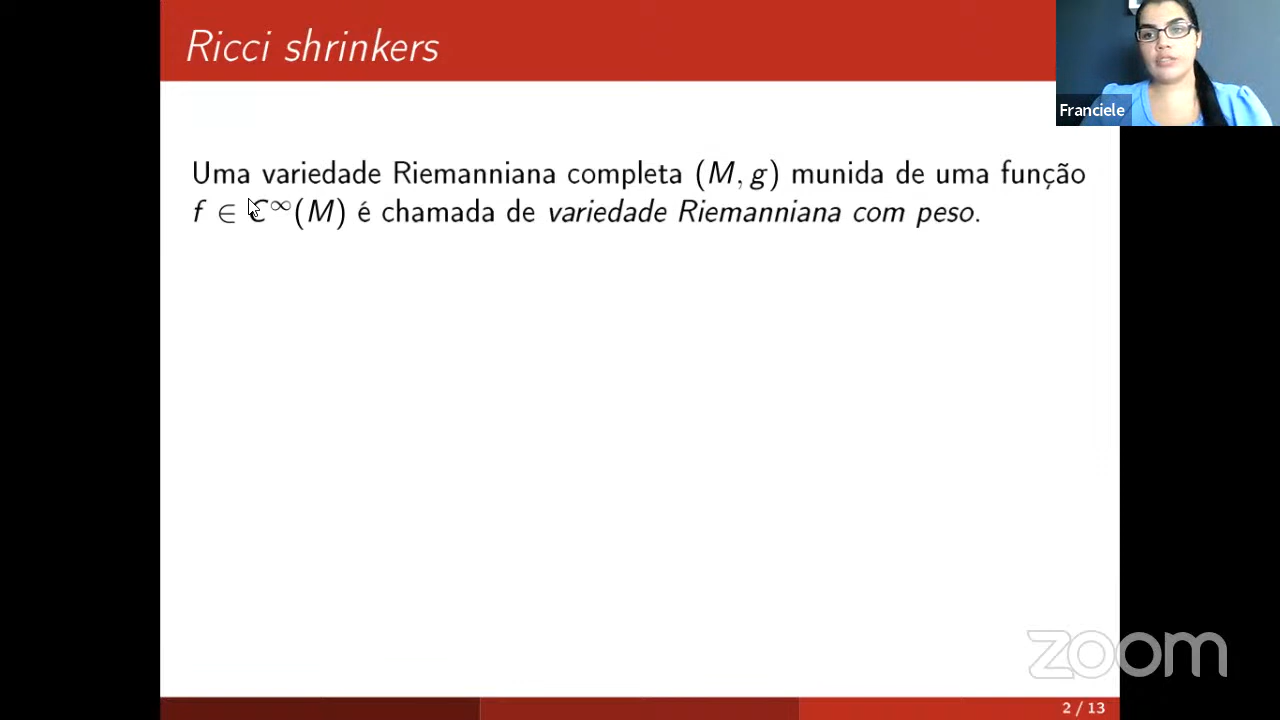 Ricci shrinkers
Franciele
Uma variedade Riemanniana completa (M, g) munida de uma função
f ∈ C∞(M) é chamada de variedade Riemanniana com peso.
zoom
2 / 13